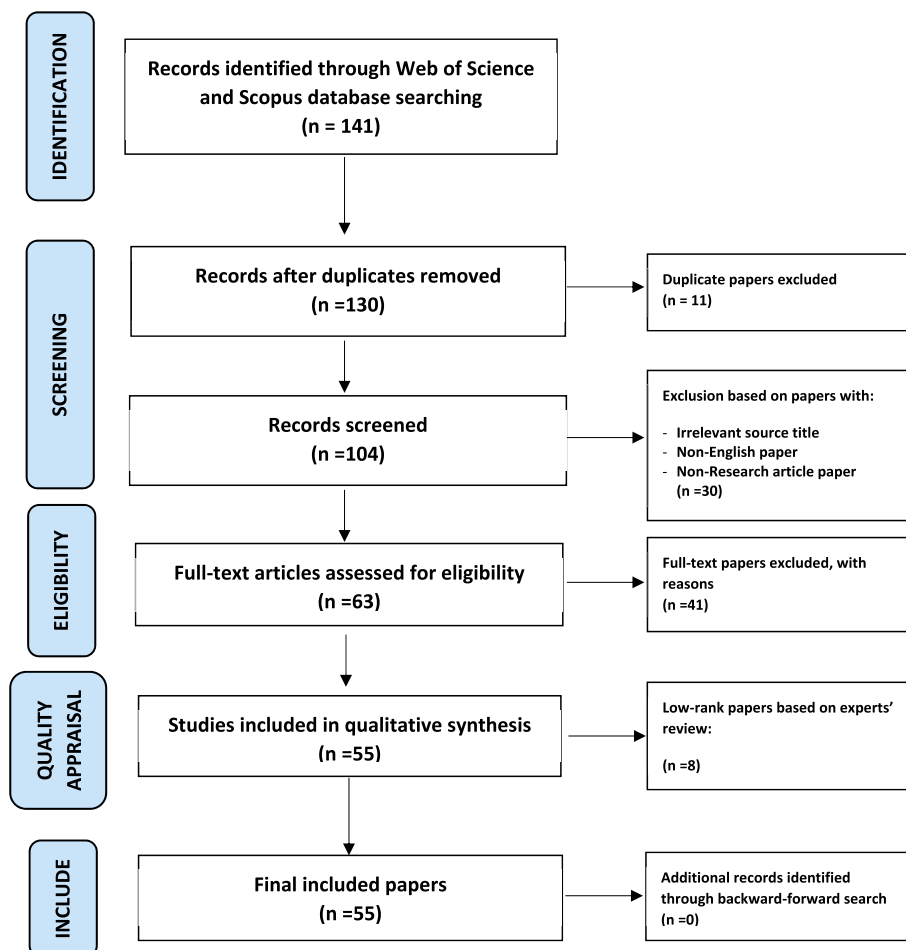 IDENTIFICATION
Records identified through Web of Science
and Scopus database searching
(n = 141)
SCREENING
Records after duplicates removed
(n =130)
Duplicate papers excluded
(n = 11)
Records screened
(n =104)
Exclusion based on papers with:
- Irrelevant source title
- Non-English paper
- Non-Research article paper
(n =30)
ELIGIBILITY
Full-text articles assessed for eligibility
(n =63)
Full-text papers excluded, with
reasons
(n =41)
QUALITY
APPRAISAL
Studies included in qualitative synthesis
(n =55)
Low-rank papers based on experts’
review:
(n =8)
INCLUDE
Final included papers
(n =55)
Additional records identified
through backward-forward search
(n =0)